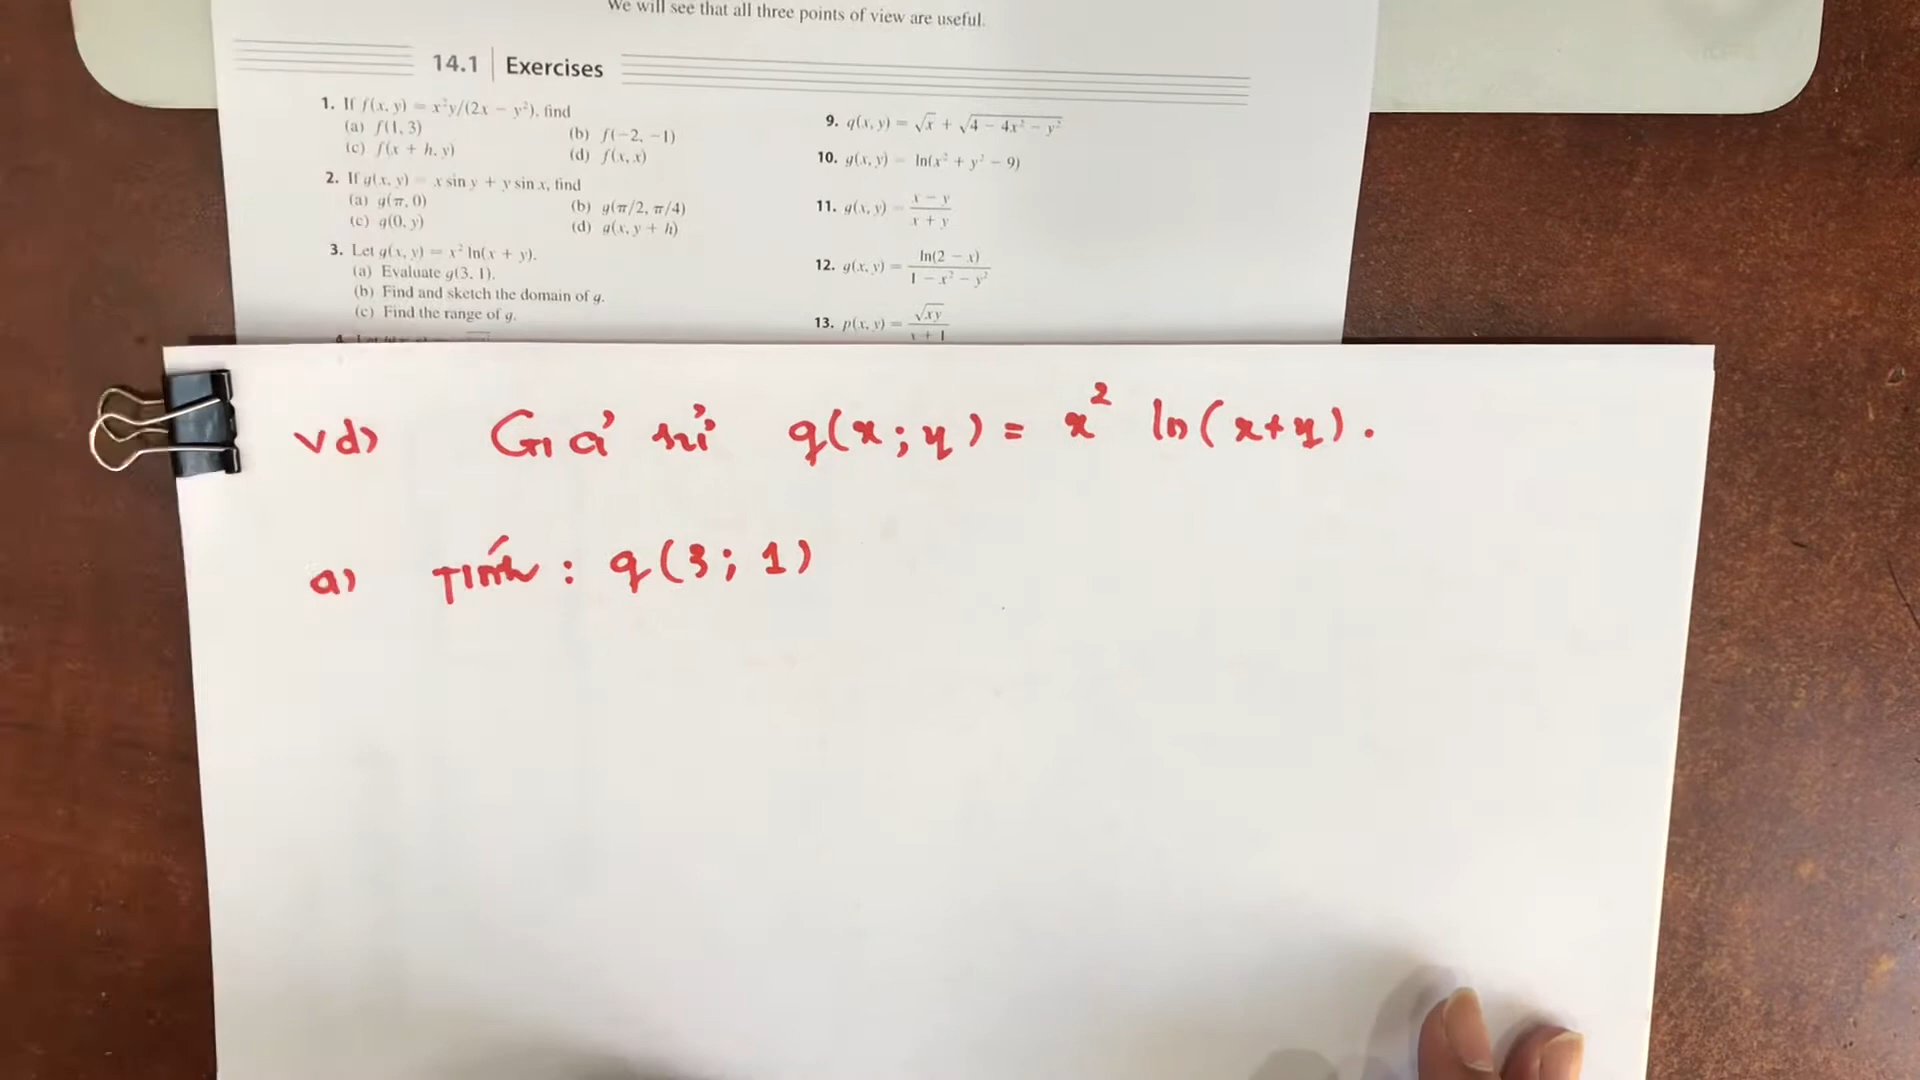 We will see that all three points of view are useful.
14.1 Exercises
1. If f(x, y) = x²y/(2x − y²), find
(a) f(1, 3) (b) f(−2, −1)
(c) f(x + h, y) (d) f(x, x)
2. If g(x, y) = x sin y + y sin x, find
(a) g(π, 0) (b) g(π/2, π/4)
(c) g(0, y) (d) g(x, y + h)
3. Let g(x, y) = x² ln(x + y).
(a) Evaluate g(3, 1).
(b) Find and sketch the domain of g.
(c) Find the range of g.
9. g(x, y) = √x + √(4 − 4x² − y²)
10. g(x, y) = ln(x² + y² − 9)
11. g(x, y) = (x − y)/(x + y)
12. g(x, y) = ln(2 − x)/(1 − x² − y²)
13. p(x, y) = √xy/(x + 1)
vd) Giả sử g(x; y) = x² ln(x+y).
a) Tính : g(3; 1)